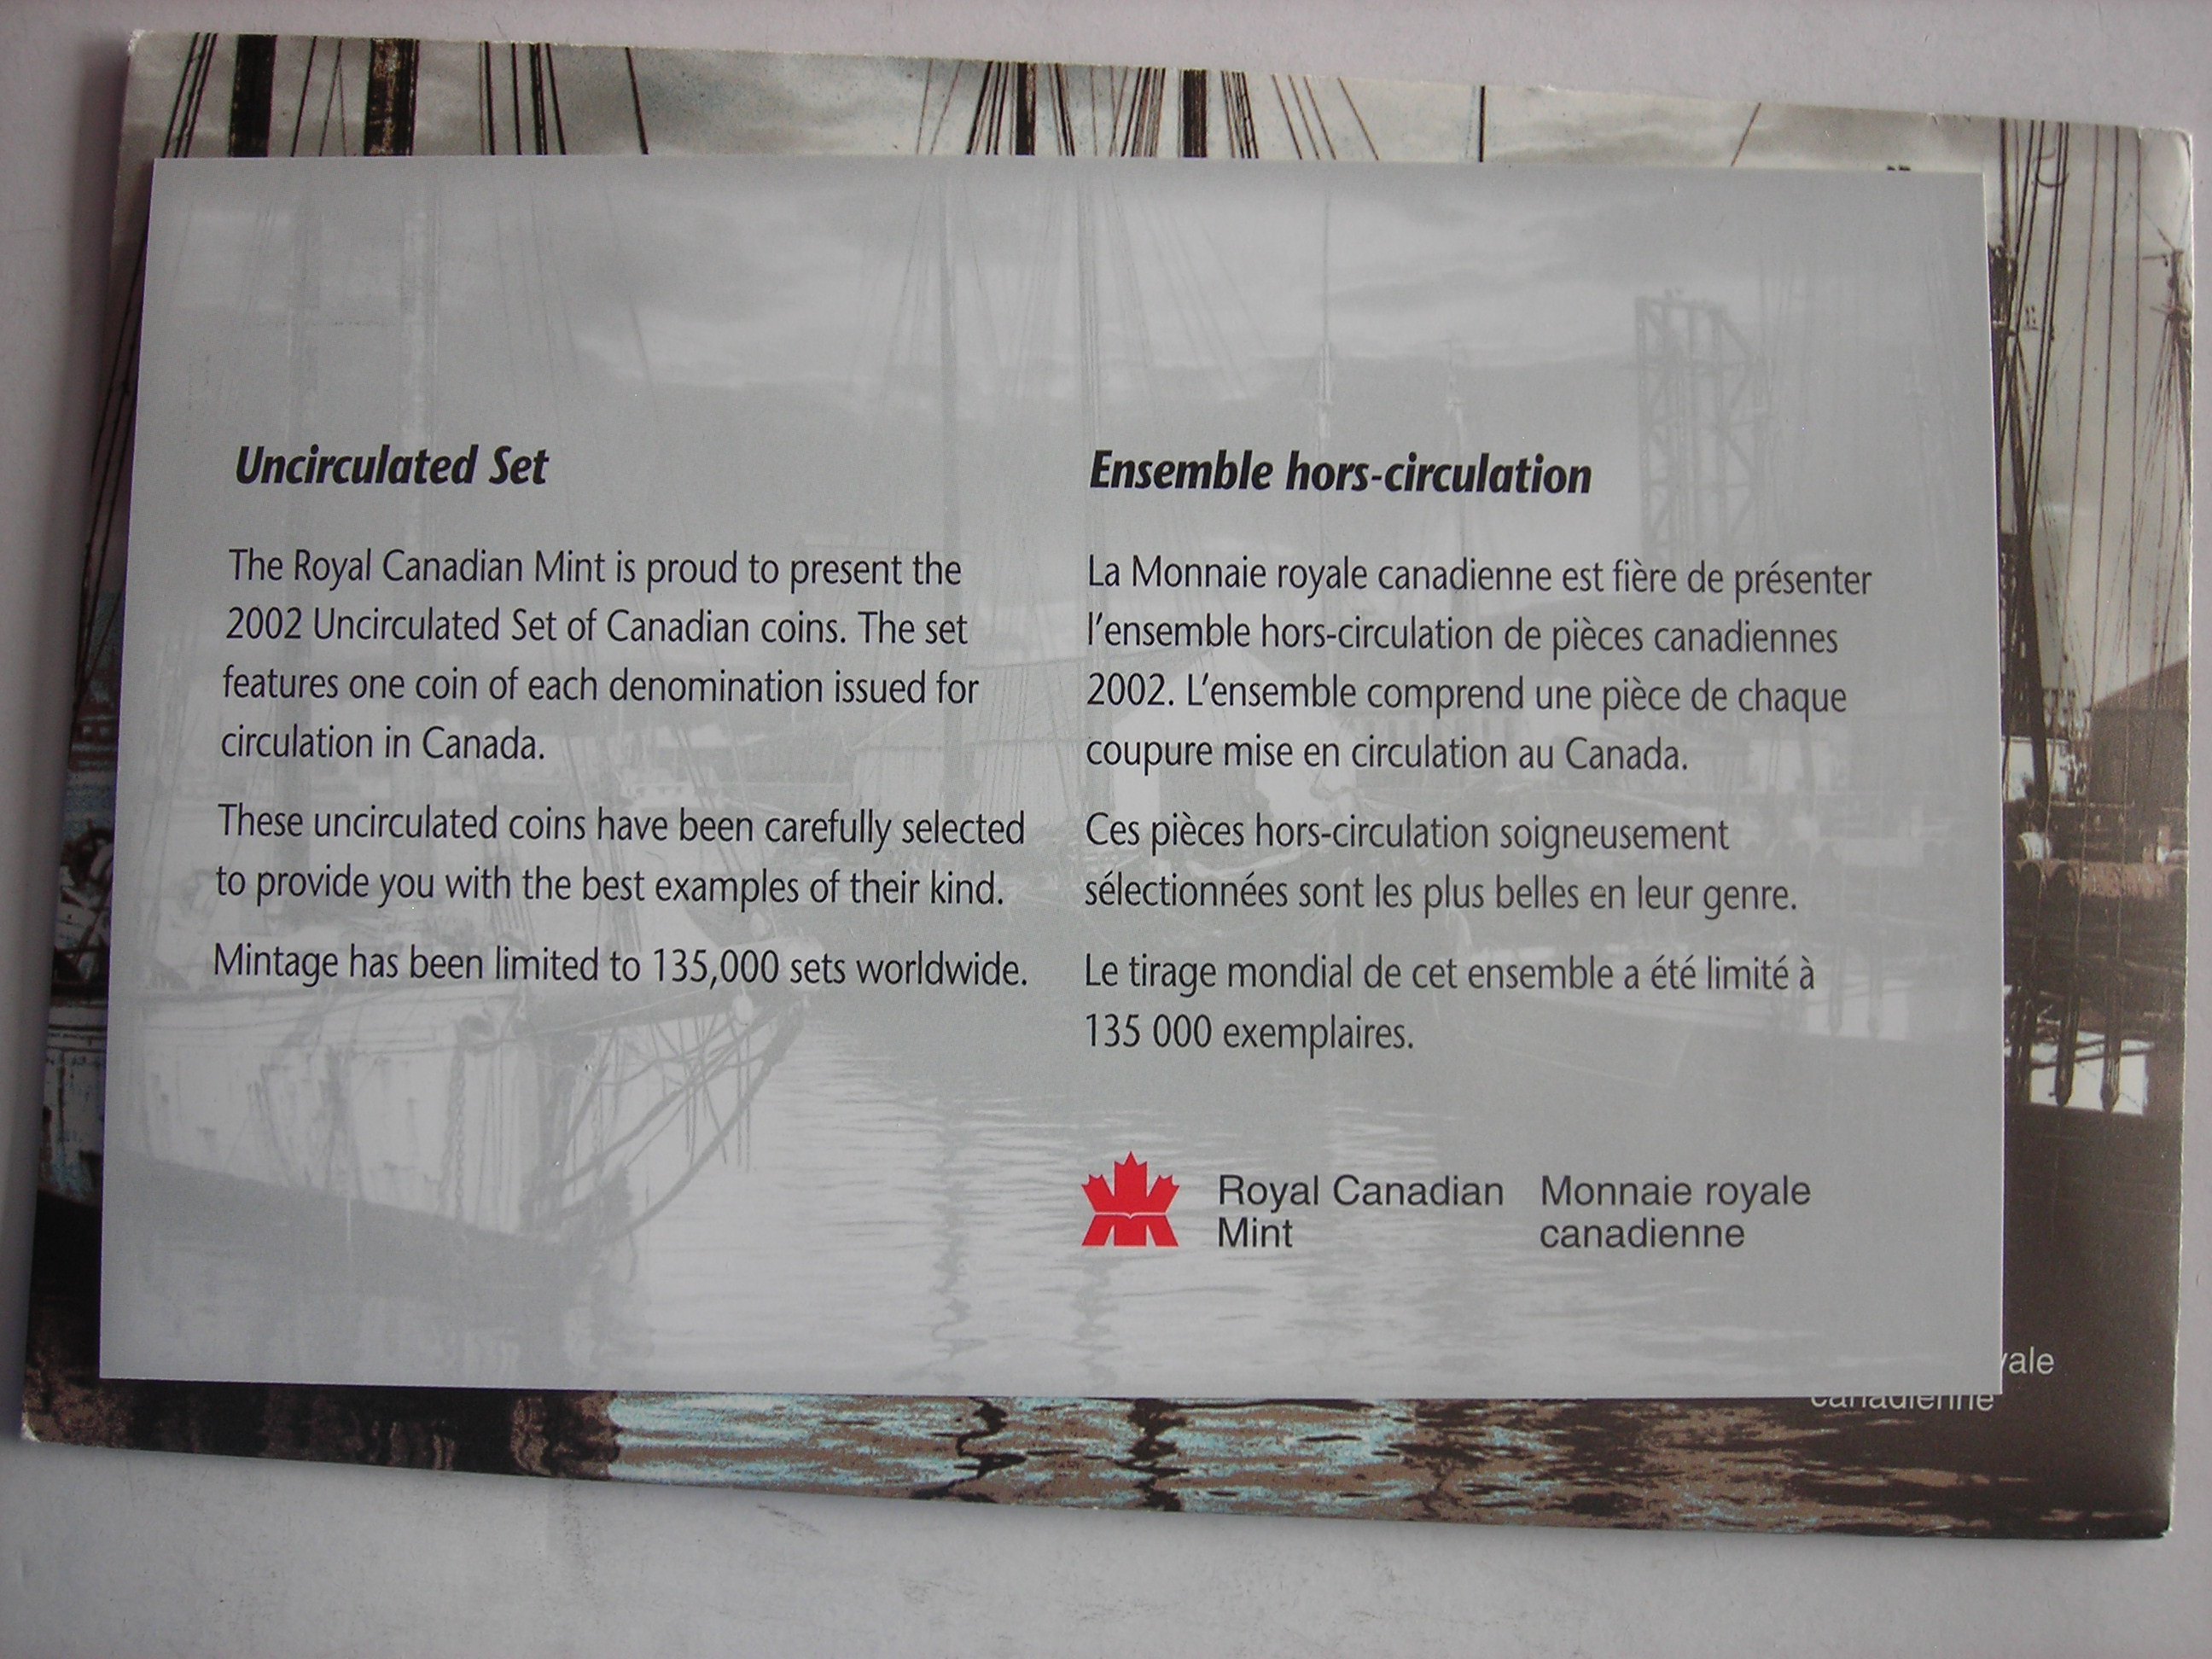 Uncirculated Set
The Royal Canadian Mint is proud to present the
2002 Uncirculated Set of Canadian coins. The set
features one coin of each denomination issued for
circulation in Canada.
These uncirculated coins have been carefully selected
to provide you with the best examples of their kind.
Mintage has been limited to 135,000 sets worldwide.
Ensemble hors-circulation
La Monnaie royale canadienne est fière de présenter
l'ensemble hors-circulation de pièces canadiennes
2002. L'ensemble comprend une pièce de chaque
coupure mise en circulation au Canada.
Ces pièces hors-circulation soigneusement
sélectionnées sont les plus belles en leur genre.
Le tirage mondial de cet ensemble a été limité à
135 000 exemplaires.
Royal Canadian
Mint
Monnaie royale
canadienne
yale
canadienne